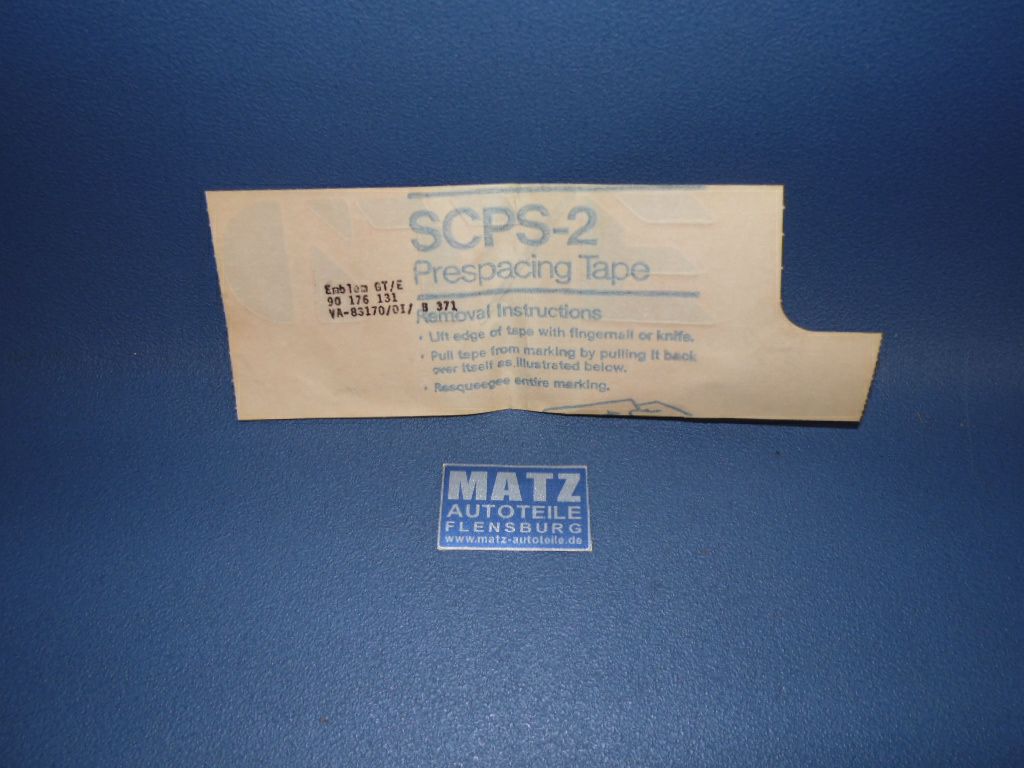 SCPS-2
Prespacing Tape
Emblem GT/E
90 176 131
VA-83170/01/ B 371
Removal Instructions
• Lift edge of tape with fingernail or knife.
• Pull tape from marking by pulling it back
over itself as illustrated below.
• Resqueegee entire marking.
MATZ
AUTOTEILE
FLENSBURG
www.matz-autoteile.de